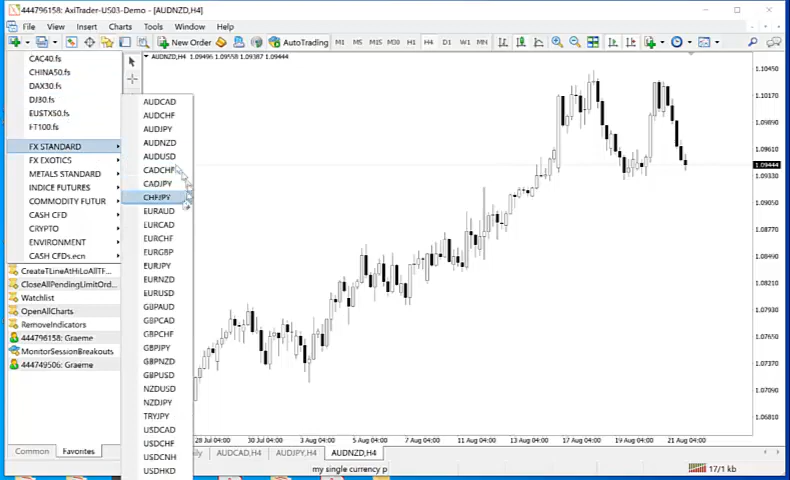 444796158: AxiTrader-US03-Demo - [AUDNZD,H4]
File View Insert Charts Tools Window Help
New Order AutoTrading M1 M5 M15 M30 H1 H4 D1 W1 MN
CAC40.fs
CHINA50.fs
DAX30.fs
DJ30.fs
EUSTX50.fs
FT100.fs
FX STANDARD
FX EXOTICS
METALS STANDARD
INDICE FUTURES
COMMODITY FUTUR
CASH CFD
CRYPTO
ENVIRONMENT
CASH CFDs.ecn
CreateTLineAtHiLoAllTF...
CloseAllPendingLimitOrd...
Watchlist
OpenAllCharts
RemoveIndicators
444796158: Graeme
MonitorSessionBreakouts
444749506: Graeme
Common Favorites
AUDCAD
AUDCHF
AUDJPY
AUDNZD
AUDUSD
CADCHF
CADJPY
CHFJPY
EURAUD
EURCAD
EURCHF
EURGBP
EURJPY
EURNZD
EURUSD
GBPAUD
GBPCAD
GBPCHF
GBPJPY
GBPNZD
GBPUSD
NZDUSD
NZDJPY
TRYJPY
USDCAD
USDCHF
USDCNH
USDHKD
AUDNZD,H4 1.09496 1.09558 1.09387 1.09444
1.10450
1.10170
1.09890
1.09610
1.09444
1.09330
1.09050
1.08770
1.08490
1.08210
1.07930
1.07650
1.07370
1.07090
1.06810
28 Jul 04:00 30 Jul 04:00 3 Aug 04:00 5 Aug 04:00 7 Aug 04:00 11 Aug 04:00 13 Aug 04:00 17 Aug 04:00 19 Aug 04:00 21 Aug 04:00
ily AUDCAD,H4 AUDJPY,H4 AUDNZD,H4
my single currency p 17/1 kb